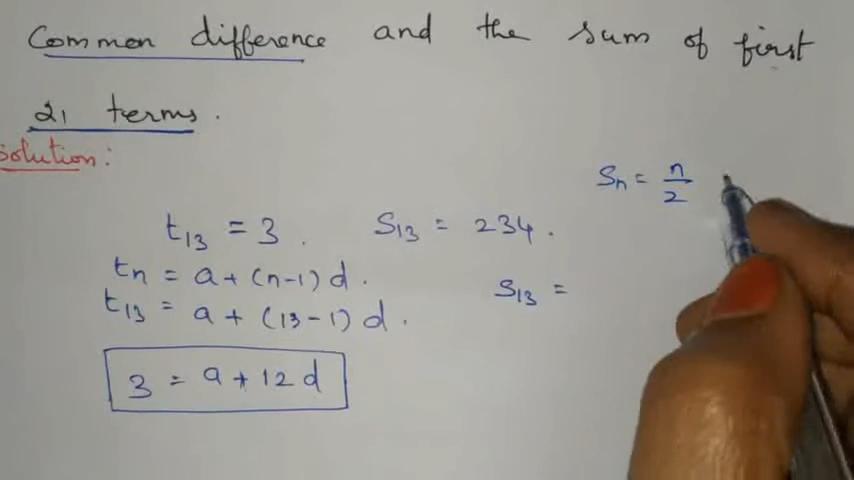 Common difference and the sum of first
21 terms.
Solution:
Sn = n/2
t13 = 3. S13 = 234.
tn = a + (n-1) d.
S13 =
t13 = a + (13-1) d.
3 = a + 12d